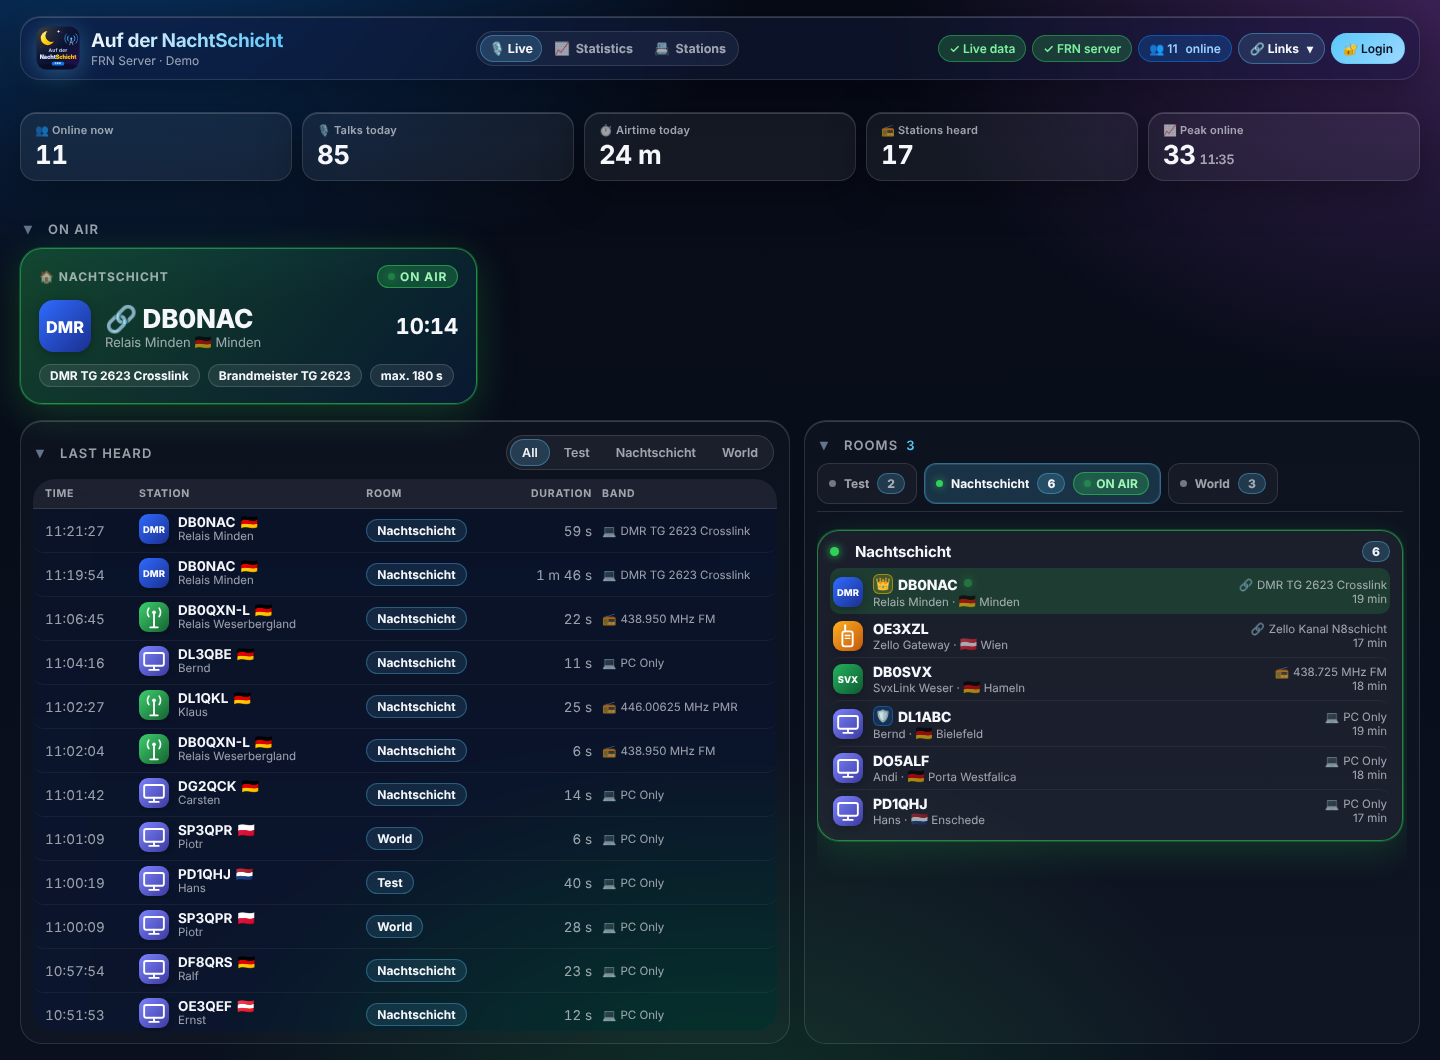 Auf der NachtSchicht
FRN Server · Demo
Live
Statistics
Stations
✓ Live data
✓ FRN server
11 online
Links ▼
Login
Auf der
NachtSchicht
Online now
11
Talks today
85
Airtime today
24 m
Stations heard
17
Peak online
33 11:35
▼ ON AIR
NACHTSCHICHT
ON AIR
DMR
DB0NAC
10:14
Relais Minden 🇩🇪 Minden
DMR TG 2623 Crosslink
Brandmeister TG 2623
max. 180 s
▼ LAST HEARD
All
Test
Nachtschicht
World
TIME STATION ROOM DURATION BAND
11:21:27 DMR DB0NAC Nachtschicht 59 s DMR TG 2623 Crosslink
Relais Minden
11:19:54 DMR DB0NAC Nachtschicht 1 m 46 s DMR TG 2623 Crosslink
Relais Minden
11:06:45 DB0QXN-L Nachtschicht 22 s 438.950 MHz FM
Relais Weserbergland
11:04:16 DL3QBE Nachtschicht 11 s PC Only
Bernd
11:02:27 DL1QKL Nachtschicht 25 s 446.00625 MHz PMR
Klaus
11:02:04 DB0QXN-L Nachtschicht 6 s 438.950 MHz FM
Relais Weserbergland
11:01:42 DG2QCK Nachtschicht 14 s PC Only
Carsten
11:01:09 SP3QPR World 6 s PC Only
Piotr
11:00:19 PD1QHJ Test 40 s PC Only
Hans
11:00:09 SP3QPR World 28 s PC Only
Piotr
10:57:54 DF8QRS Nachtschicht 23 s PC Only
Ralf
10:51:53 OE3QEF Nachtschicht 12 s PC Only
Ernst
▼ ROOMS 3
Test 2
Nachtschicht 6 ON AIR
World 3
Nachtschicht 6
DMR DB0NAC DMR TG 2623 Crosslink
Relais Minden · 🇩🇪 Minden 19 min
OE3XZL Zello Kanal N8schicht
Zello Gateway · 🇦🇹 Wien 17 min
SVX DB0SVX 438.725 MHz FM
SvxLink Weser · 🇩🇪 Hameln 18 min
DL1ABC PC Only
Bernd · 🇩🇪 Bielefeld 19 min
DO5ALF PC Only
Andi · 🇩🇪 Porta Westfalica 18 min
PD1QHJ PC Only
Hans · 🇳🇱 Enschede 17 min